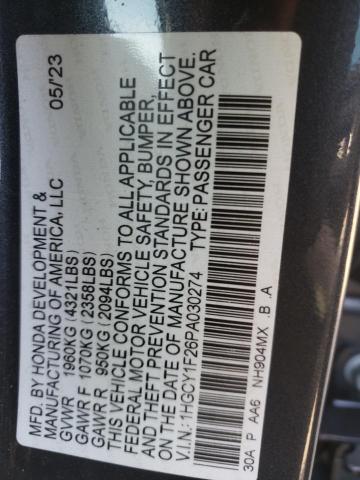 MFD. BY HONDA DEVELOPMENT & 05/23
MANUFACTURING OF AMERICA, LLC
GVWR 1960KG (4321LBS)
GAWR F 1070KG (2358LBS)
GAWR R 950KG (2094LBS)
THIS VEHICLE CONFORMS TO ALL APPLICABLE
FEDERAL MOTOR VEHICLE SAFETY, BUMPER,
AND THEFT PREVENTION STANDARDS IN EFFECT
ON THE DATE OF MANUFACTURE SHOWN ABOVE.
V.I.N.: 1HGCY1F26PA030274 TYPE: PASSENGER CAR
30A P AA6 NH904MX .B .A